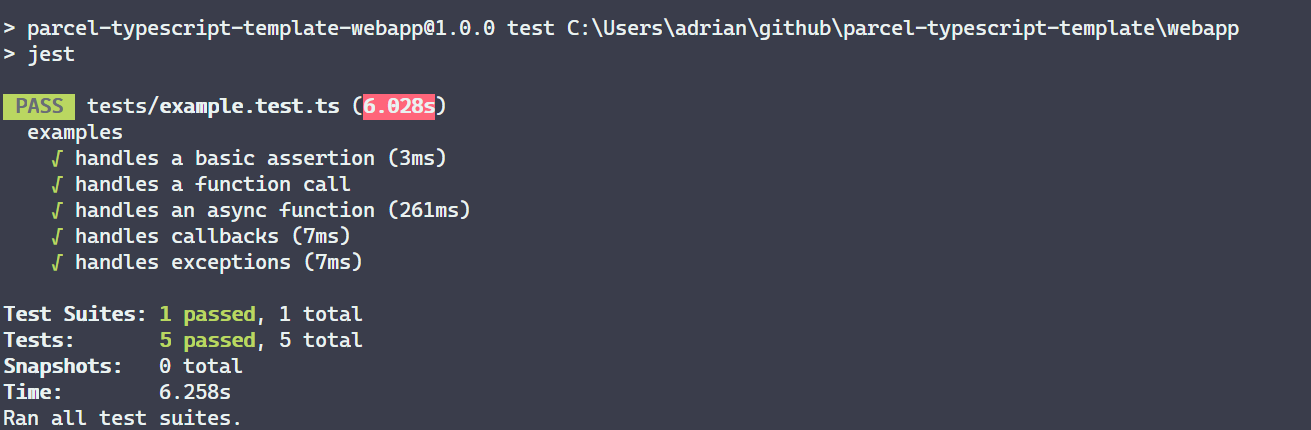 > parcel-typescript-template-webapp@1.0.0 test C:\Users\adrian\github\parcel-typescript-template\webapp
> jest
PASS tests/example.test.ts (6.028s)
examples
√ handles a basic assertion (3ms)
√ handles a function call
√ handles an async function (261ms)
√ handles callbacks (7ms)
√ handles exceptions (7ms)
Test Suites: 1 passed, 1 total
Tests: 5 passed, 5 total
Snapshots: 0 total
Time: 6.258s
Ran all test suites.